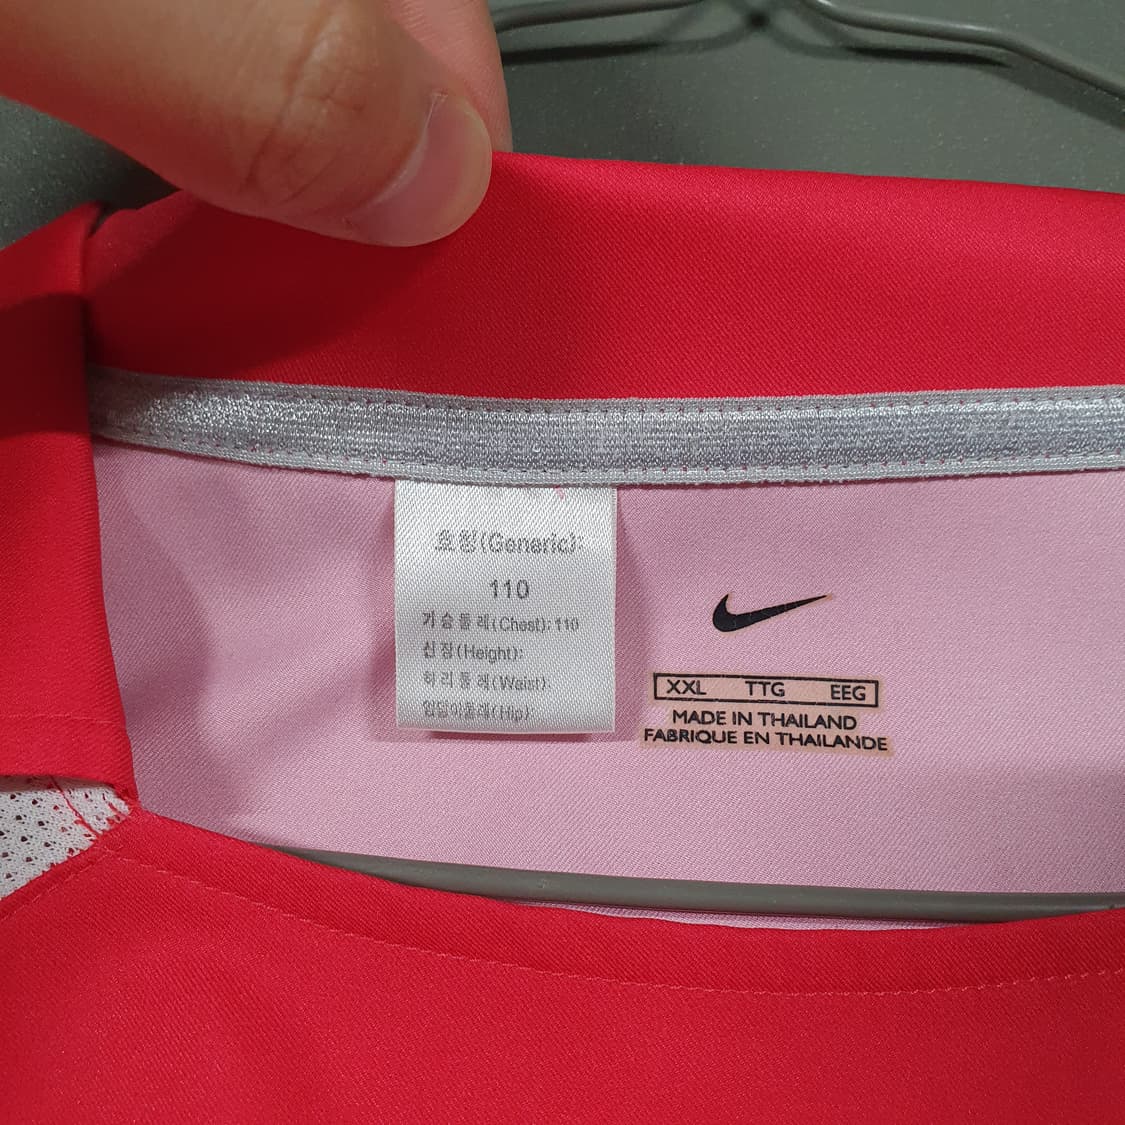 호칭(Generic):
110
가슴둘레(Chest): 110
신장(Height):
허리둘레(Waist):
엉덩이둘레(Hip):
XXL TTG EEG
MADE IN THAILAND
FABRIQUE EN THAILANDE